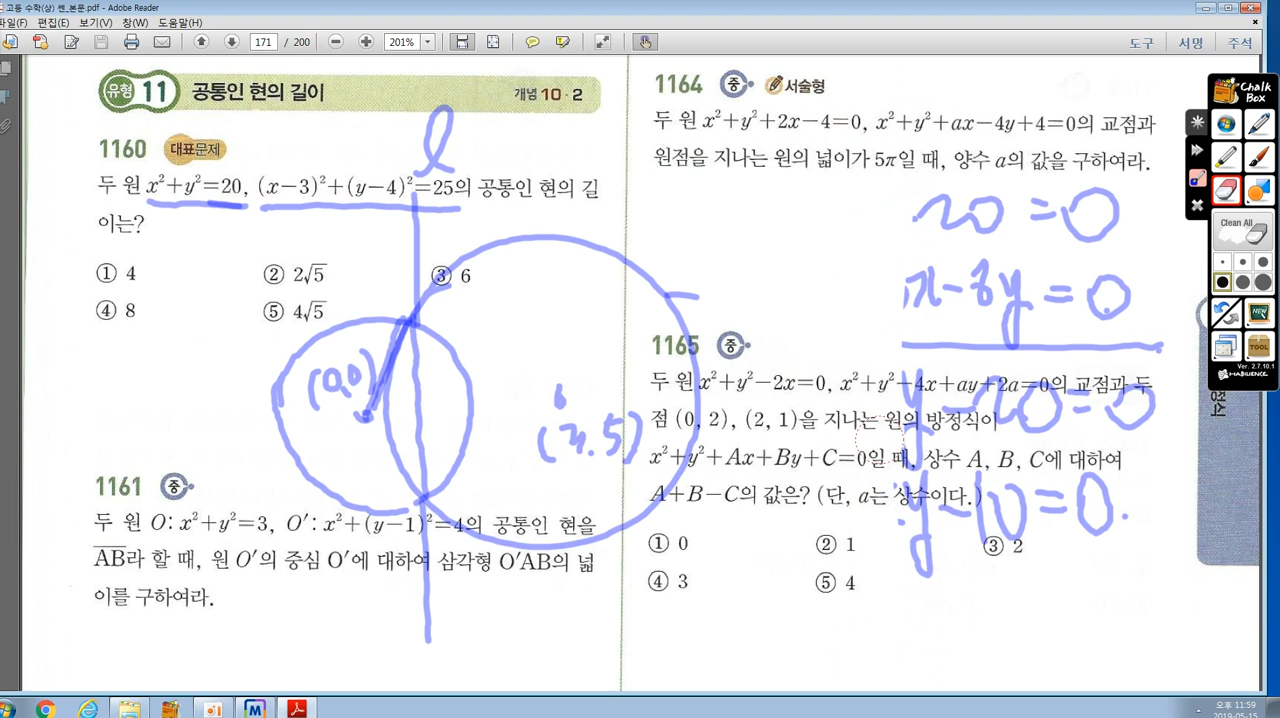 고등 수학(상) 쎈_본문.pdf - Adobe Reader
파일(F) 편집(E) 보기(V) 창(W) 도움말(H)
171 / 200 201% 도구 서명 주석
유형 11 공통인 현의 길이 개념 10·2
1160 대표문제
두 원 x²+y²=20, (x−3)²+(y−4)²=25의 공통인 현의 길
이는?
① 4 ② 2√5 ③ 6
④ 8 ⑤ 4√5
l
(0,0)
1161 중
두 원 O: x²+y²=3, O′: x²+(y−1)²=4의 공통인 현을
AB라 할 때, 원 O′의 중심 O′에 대하여 삼각형 O′AB의 넓
이를 구하여라.
1164 중 서술형
두 원 x²+y²+2x−4=0, x²+y²+ax−4y+4=0의 교점과
원점을 지나는 원의 넓이가 5π일 때, 양수 a의 값을 구하여라.
20=0
=0
1165 중
두 원 x²+y²−2x=0, x²+y²−4x+ay+2a=0의 교점과 두
점 (0, 2), (2, 1)을 지나는 원의 방정식이
x²+y²+Ax+By+C=0일 때, 상수 A, B, C에 대하여
A+B−C의 값은? (단, a는 상수이다.)
y-20=0
y-10=0.
① 0 ② 1 ③ 2
④ 3 ⑤ 4
Chalk Box
Clean All
NEW
TOOL
Ver. 2.7.10.1
HABILIENCE
정식
오후 11:59
2019-05-15